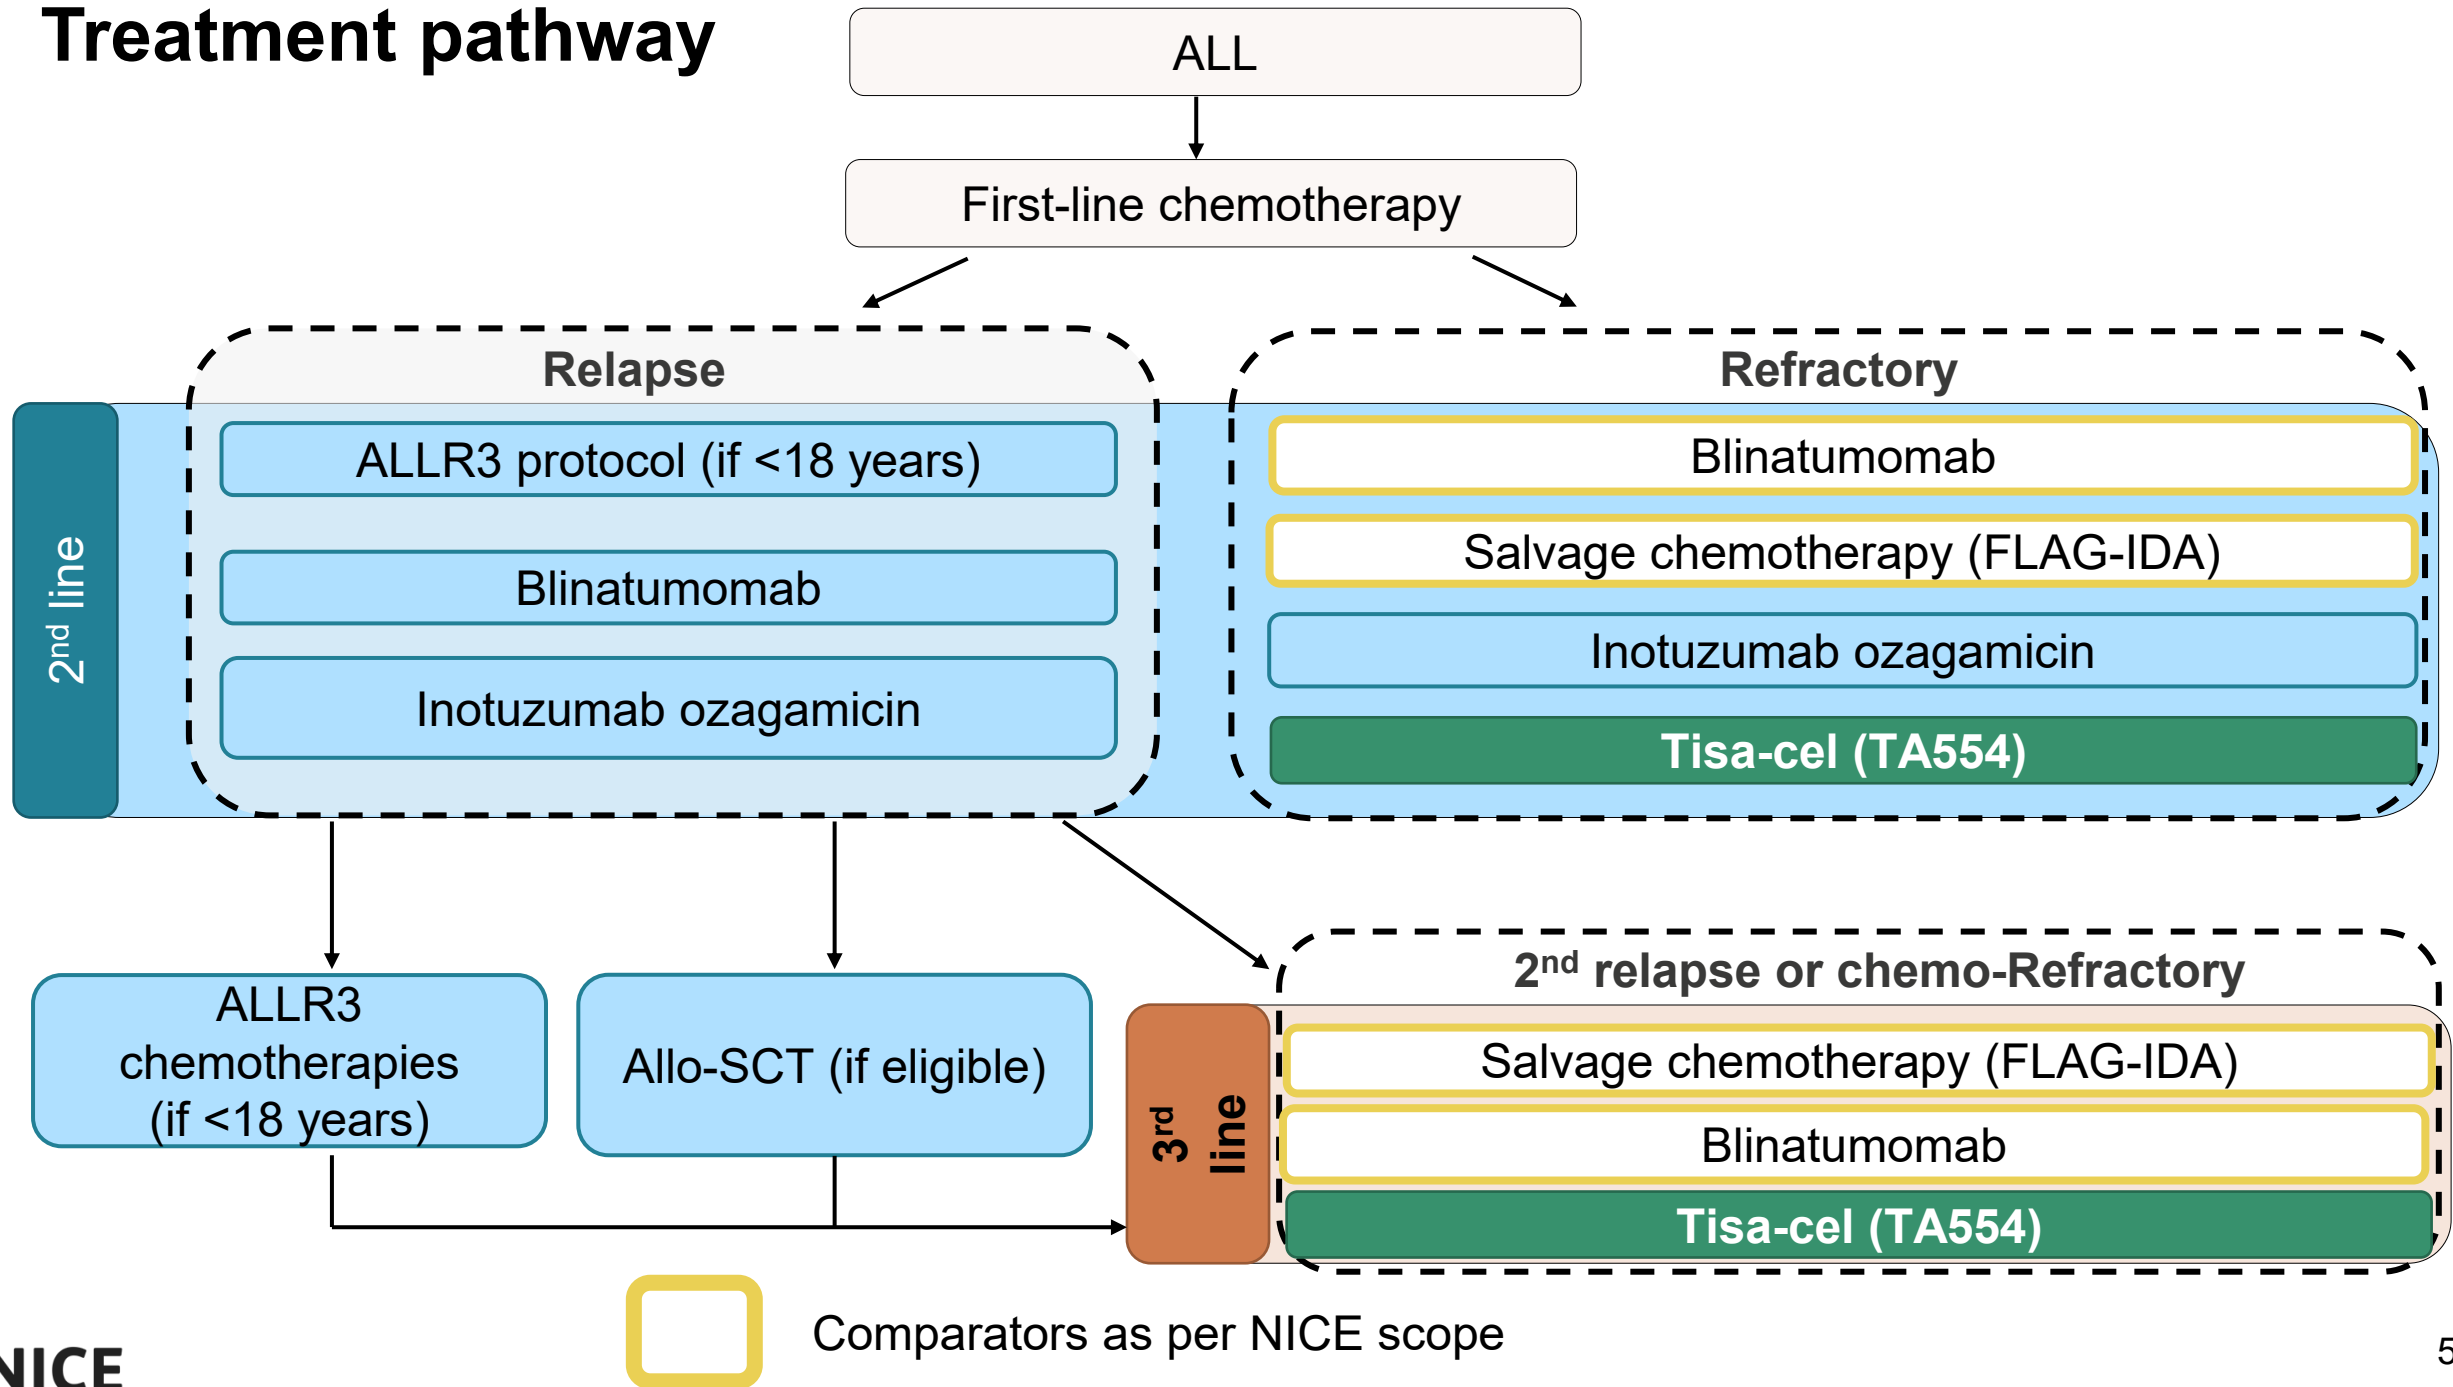 Treatment pathway
ALL
First-line chemotherapy
Relapse
Refractory
2nd line
ALLR3 protocol (if <18 years)
Blinatumomab
Inotuzumab ozagamicin
Blinatumomab
Salvage chemotherapy (FLAG-IDA)
Inotuzumab ozagamicin
Tisa-cel (TA554)
ALLR3
chemotherapies
(if <18 years)
Allo-SCT (if eligible)
3rd
line
2nd relapse or chemo-Refractory
Salvage chemotherapy (FLAG-IDA)
Blinatumomab
Tisa-cel (TA554)
Comparators as per NICE scope
NICE
5